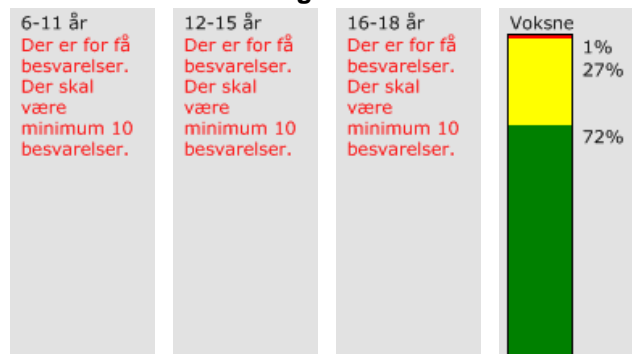 6-11 år
Der er for få
besvarelser.
Der skal
være
minimum 10
besvarelser.
12-15 år
Der er for få
besvarelser.
Der skal
være
minimum 10
besvarelser.
16-18 år
Der er for få
besvarelser.
Der skal
være
minimum 10
besvarelser.
Voksne
1%
27%
72%